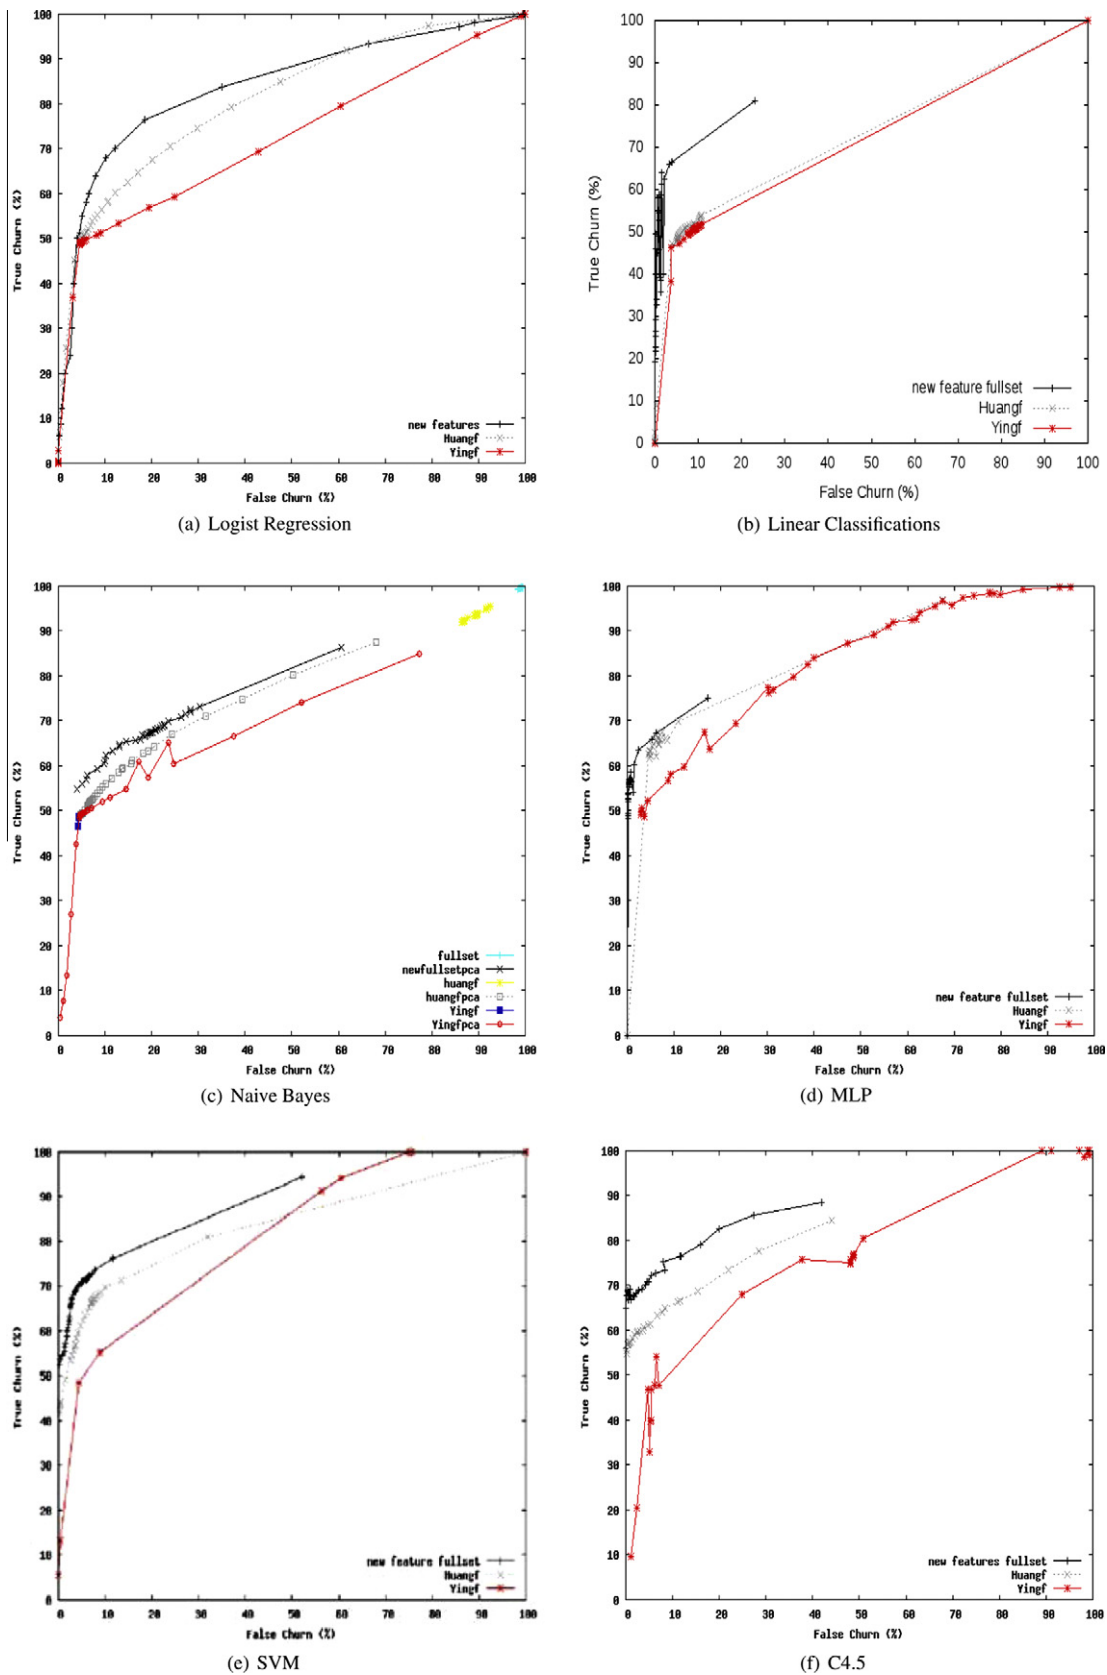 100
90
80
70
60
50
40
30
20
10
0
True Churn (%)
new features
Huangf
Yingf
0 10 20 30 40 50 60 70 80 90 100
False Churn (%)
(a) Logist Regression
100
90
80
70
60
50
40
30
20
10
0
True Churn (%)
new feature fullset
Huangf
Yingf
0 10 20 30 40 50 60 70 80 90 100
False Churn (%)
(b) Linear Classifications
100
90
80
70
60
50
40
30
20
10
0
True Churn (%)
fullset
newfullsetpca
huangf
huangfpca
Yingf
Yingfpca
0 10 20 30 40 50 60 70 80 90 100
False Churn (%)
(c) Naive Bayes
100
90
80
70
60
50
40
30
20
10
0
True Churn (%)
new feature fullset
Huangf
Yingf
0 10 20 30 40 50 60 70 80 90 100
False Churn (%)
(d) MLP
100
90
80
70
60
50
40
30
20
10
0
True Churn (%)
new feature fullset
Huangf
Yingf
0 10 20 30 40 50 60 70 80 90 100
False Churn (%)
(e) SVM
100
90
80
70
60
50
40
30
20
10
0
True Churn (%)
new features fullset
Huangf
Yingf
0 10 20 30 40 50 60 70 80 90 100
False Churn (%)
(f) C4.5